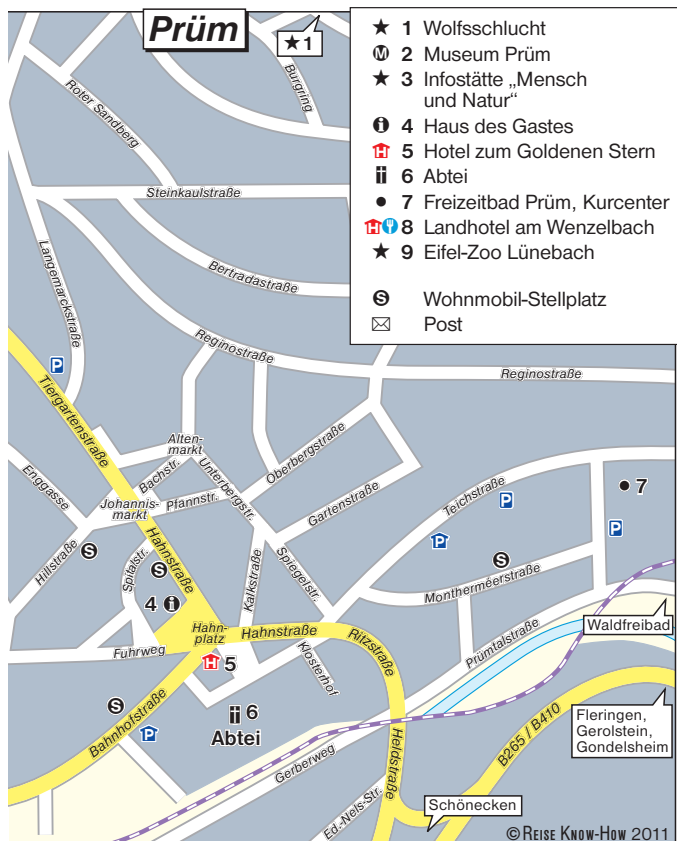 Prüm
★ 1
★ 1 Wolfsschlucht
M 2 Museum Prüm
★ 3 Infostätte „Mensch
und Natur“
i 4 Haus des Gastes
H 5 Hotel zum Goldenen Stern
6 Abtei
• 7 Freizeitbad Prüm, Kurcenter
H 8 Landhotel am Wenzelbach
★ 9 Eifel-Zoo Lünebach
S Wohnmobil-Stellplatz
Post
Burgring
Roter Sandberg
Steinkaulstraße
Langemarckstraße
Bertradastraße
Reginostraße
Reginostraße
P
Tiergartenstraße
Alten-
markt
Bachstr.
Unterbergstr.
Oberbergstraße
Enggasse
Johannis-
markt
Pfannstr.
Gartenstraße
Teichstraße
P
• 7
P
P
Hillstraße
S
Spitalstr.
S
Hahnstraße
Kalkstraße
Spiegelstr.
S
Monthermeérstraße
4 i
Hahn-
platz
Hahnstraße
Ritzstraße
Prümtalstraße
Waldfreibad
Fuhrweg
H 5
Klosterhof
S
Bahnhofstraße
P
6
Abtei
Gerberweg
Heldstraße
B265 / B410
Fleringen,
Gerolstein,
Gondelsheim
Ed.-Nels-Str.
Schönecken
© REISE KNOW-HOW 2011